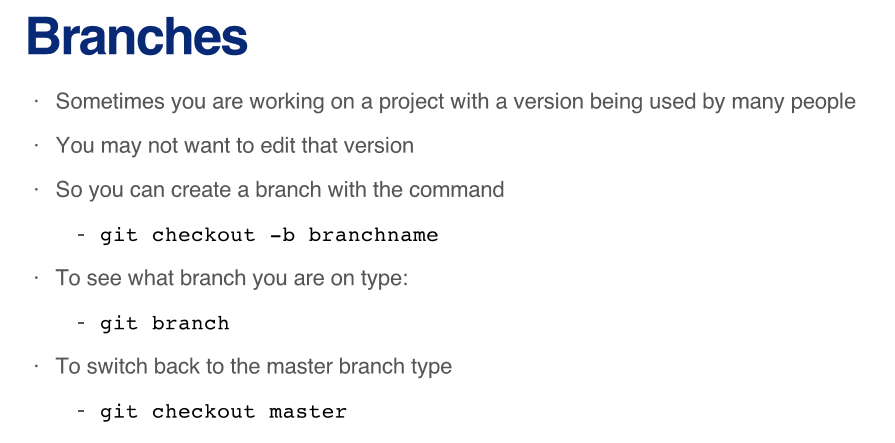 Branches
· Sometimes you are working on a project with a version being used by many people
· You may not want to edit that version
· So you can create a branch with the command
- git checkout -b branchname
· To see what branch you are on type:
- git branch
· To switch back to the master branch type
- git checkout master